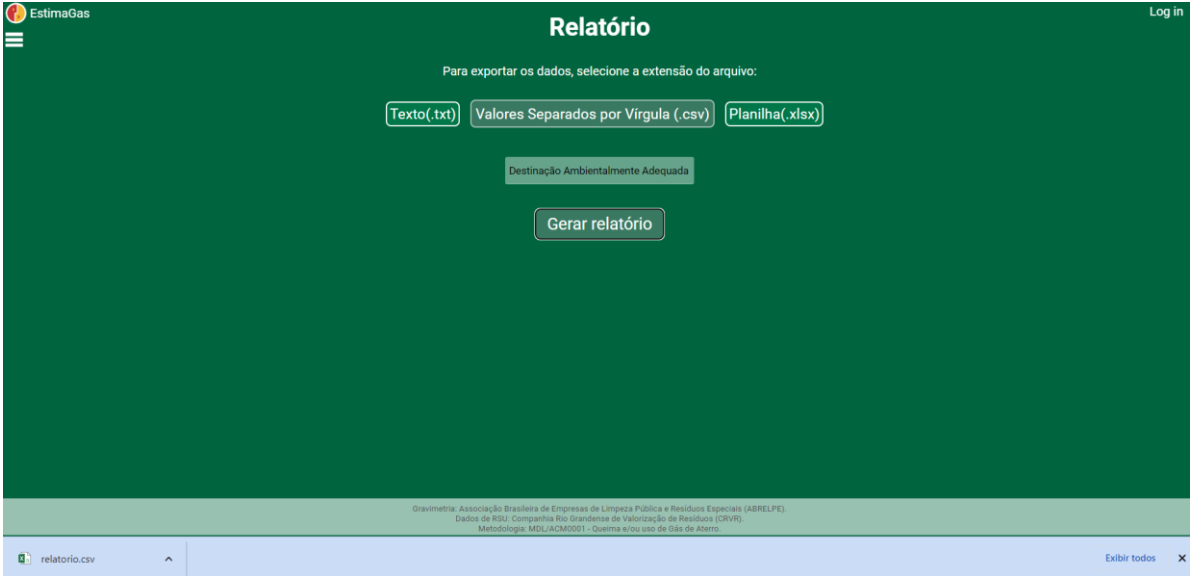 EstimaGas
Log in
Relatório
Para exportar os dados, selecione a extensão do arquivo:
Texto(.txt)
Valores Separados por Vírgula (.csv)
Planilha(.xlsx)
Destinação Ambientalmente Adequada
Gerar relatório
Gravimetria: Associação Brasileira de Empresas de Limpeza Pública e Resíduos Especiais (ABRELPE).
Dados de RSU: Companhia Rio Grandense de Valorização de Resíduos (CRVR).
Metodologia: MDL/ACM0001 - Queima e/ou uso de Gás de Aterro.
relatorio.csv
Exibir todos